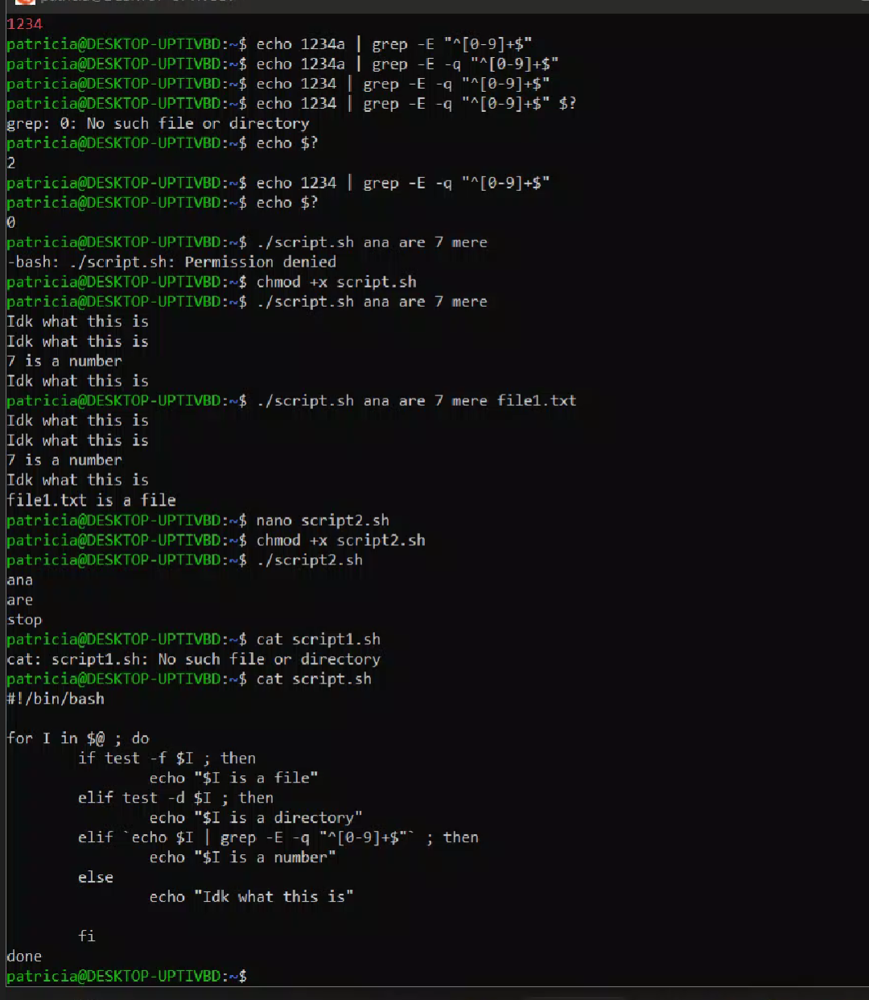 1234
patricia@DESKTOP-UPTIVBD:~$ echo 1234a | grep -E "^[0-9]+$"
patricia@DESKTOP-UPTIVBD:~$ echo 1234a | grep -E -q "^[0-9]+$"
patricia@DESKTOP-UPTIVBD:~$ echo 1234 | grep -E -q "^[0-9]+$"
patricia@DESKTOP-UPTIVBD:~$ echo 1234 | grep -E -q "^[0-9]+$" $?
grep: 0: No such file or directory
patricia@DESKTOP-UPTIVBD:~$ echo $?
2
patricia@DESKTOP-UPTIVBD:~$ echo 1234 | grep -E -q "^[0-9]+$"
patricia@DESKTOP-UPTIVBD:~$ echo $?
0
patricia@DESKTOP-UPTIVBD:~$ ./script.sh ana are 7 mere
-bash: ./script.sh: Permission denied
patricia@DESKTOP-UPTIVBD:~$ chmod +x script.sh
patricia@DESKTOP-UPTIVBD:~$ ./script.sh ana are 7 mere
Idk what this is
Idk what this is
7 is a number
Idk what this is
patricia@DESKTOP-UPTIVBD:~$ ./script.sh ana are 7 mere file1.txt
Idk what this is
Idk what this is
7 is a number
Idk what this is
file1.txt is a file
patricia@DESKTOP-UPTIVBD:~$ nano script2.sh
patricia@DESKTOP-UPTIVBD:~$ chmod +x script2.sh
patricia@DESKTOP-UPTIVBD:~$ ./script2.sh
ana
are
stop
patricia@DESKTOP-UPTIVBD:~$ cat script1.sh
cat: script1.sh: No such file or directory
patricia@DESKTOP-UPTIVBD:~$ cat script.sh
#!/bin/bash
for I in $@ ; do
if test -f $I ; then
echo "$I is a file"
elif test -d $I ; then
echo "$I is a directory"
elif `echo $I | grep -E -q "^[0-9]+$"` ; then
echo "$I is a number"
else
echo "Idk what this is"
fi
done
patricia@DESKTOP-UPTIVBD:~$